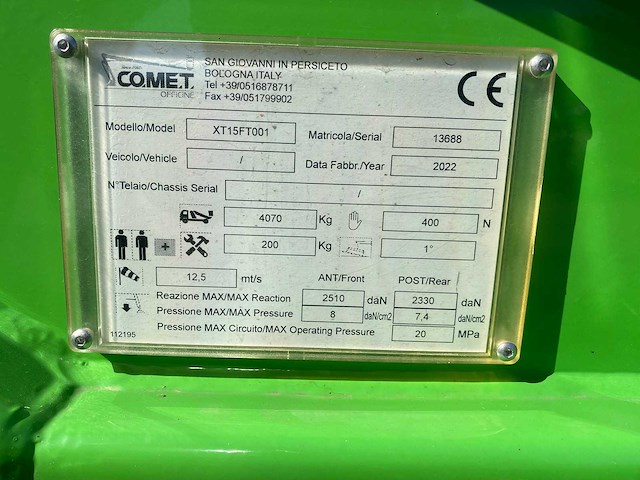 SAN GIOVANNI IN PERSICETO
BOLOGNA ITALY
Tel +39/0516878711
Fax +39/051799902
CO.ME.T.
OFFICINE
CE
Modello/Model XT15FT001 Matricola/Serial 13688
Veicolo/Vehicle / Data Fabbr./Year 2022
N°Telaio/Chassis Serial /
4070 Kg 400 N
+ 200 Kg 1°
12,5 mt/s ANT/Front POST/Rear
Reazione MAX/MAX Reaction 2510 daN 2330 daN
Pressione MAX/MAX Pressure 8 daN/cm2 7,4 daN/cm2
Pressione MAX Circuito/MAX Operating Pressure 20 MPa
112195